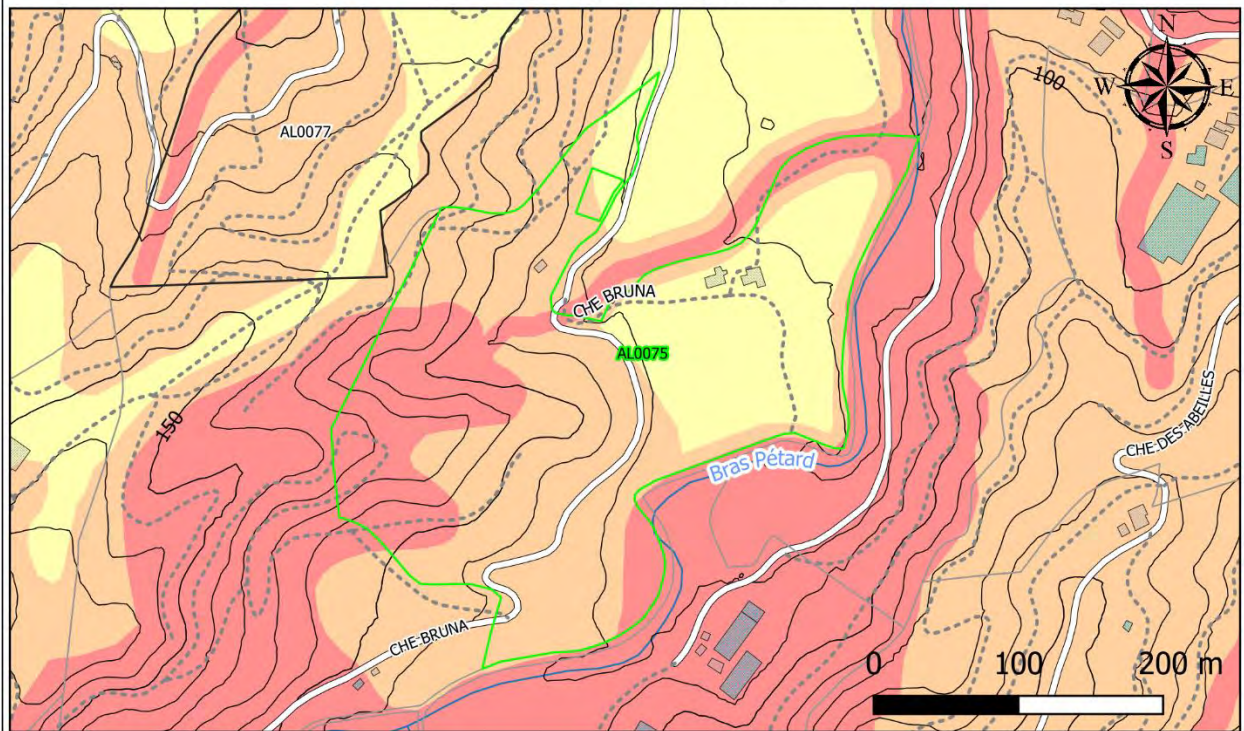 N
W E
S
100
AL0077
CHE BRUNA
AL0075
150
CHE DES ABEILLES
Bras Pétard
CHE BRUNA
0 100 200 m